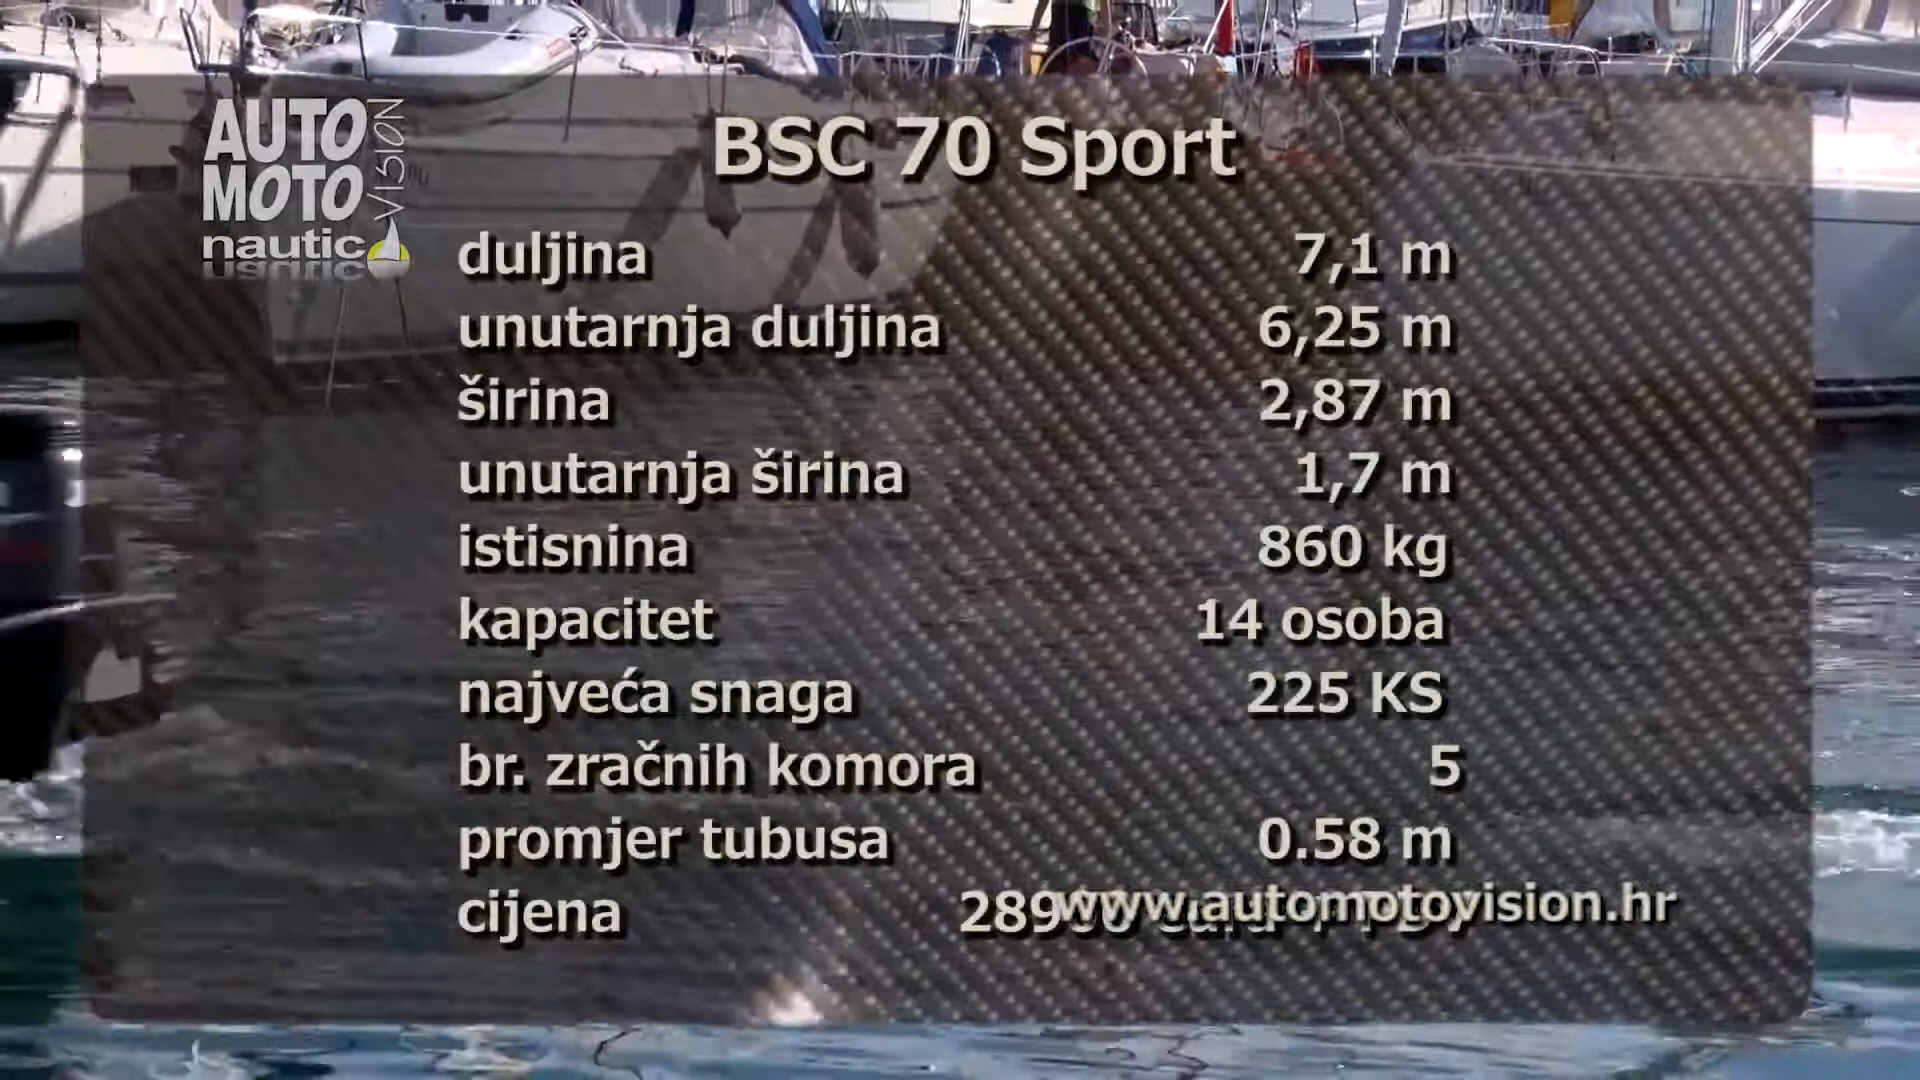 AUTO
MOTO
VISION
nautic
BSC 70 Sport
duljina 7,1 m
unutarnja duljina 6,25 m
širina 2,87 m
unutarnja širina 1,7 m
istisnina 860 kg
kapacitet 14 osoba
najveća snaga 225 KS
br. zračnih komora 5
promjer tubusa 0.58 m
cijena
www.automotovision.hr